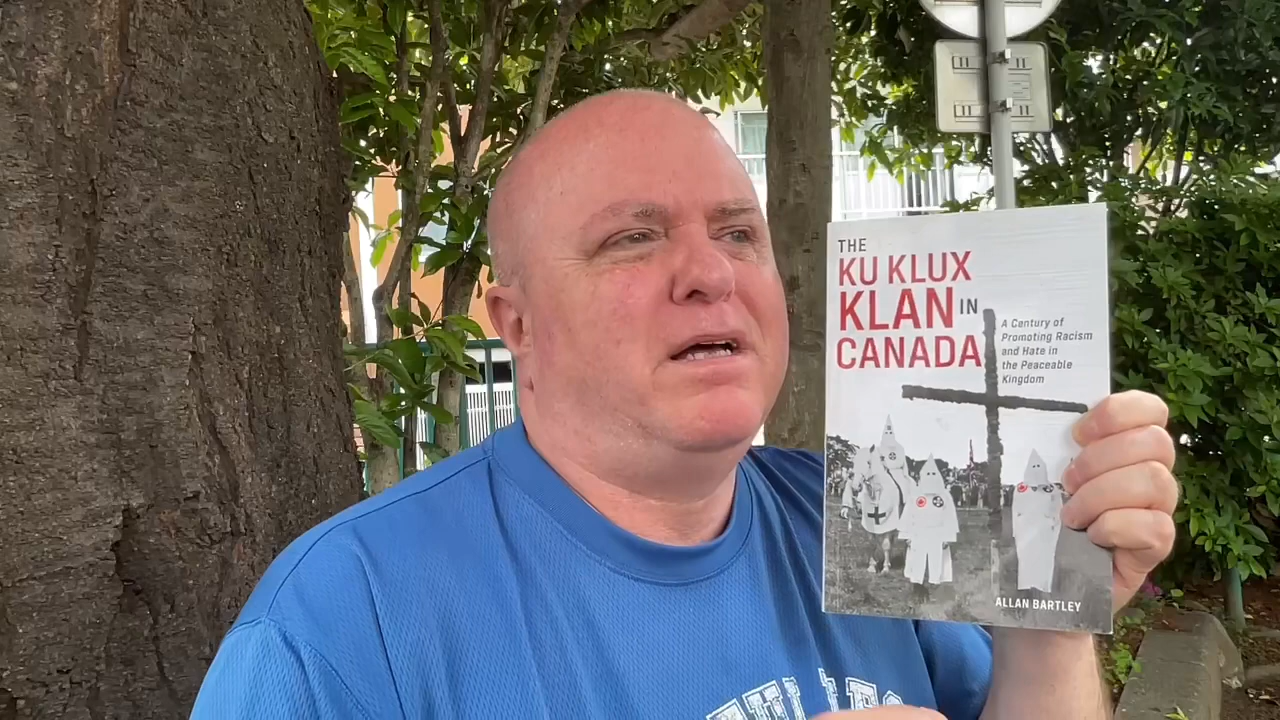 THE
KU KLUX
KLAN IN
CANADA
A Century of
Promoting Racism
and Hate in
the Peaceable
Kingdom
ALLAN BARTLEY